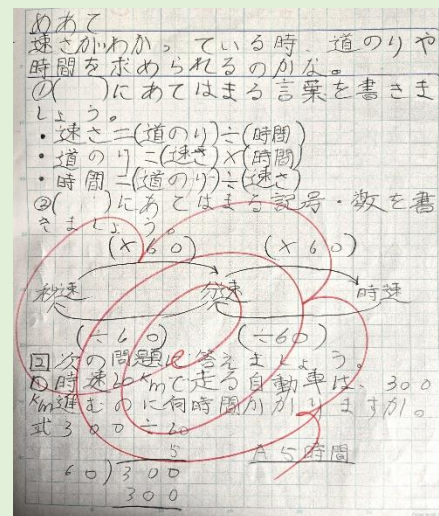 めあて
速さがわかっている時、道のりや
時間を求められるのかな。
①( )にあてはまる言葉を書きま
しょう。
・速さ=(道のり)÷(時間)
・道のり=(速さ)×(時間)
・時間=(道のり)÷(速さ)
②( )にあてはまる記号・数を書
きましょう。
(×60) (×60)
秒速 分速 時速
(÷60) (÷60)
回次の問題に答えましょう。
①時速60kmで走る自動車は、300
km進むのに何時間かかりますか。
式300÷60
5 A 5時間
60)300
300